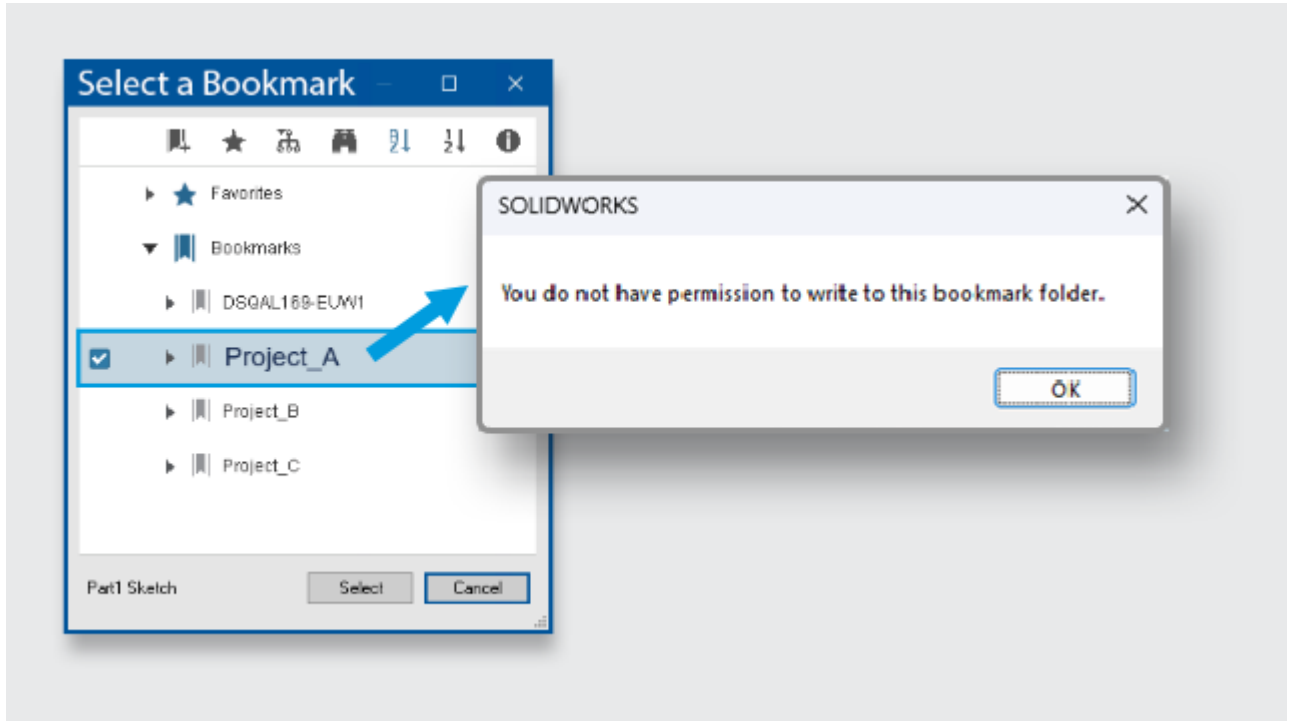 Select a Bookmark
Favorites
Bookmarks
DSQAL169-EUW1
Project_A
Project_B
Project_C
Part1 Sketch
Select
Cancel
SOLIDWORKS
You do not have permission to write to this bookmark folder.
OK